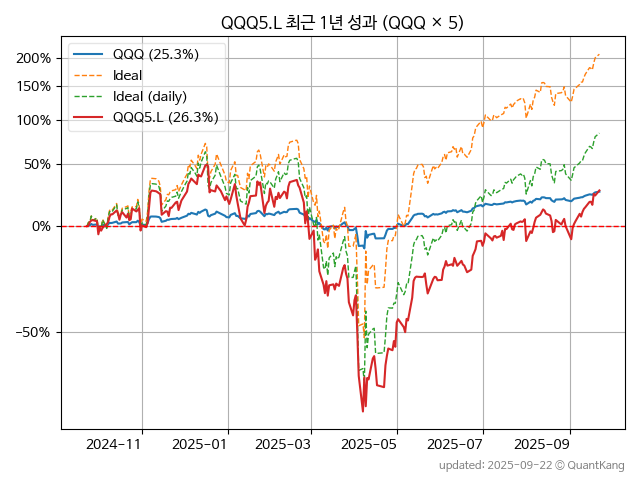 QQQ5.L 최근 1년 성과 (QQQ × 5)
QQQ (25.3%)
Ideal
Ideal (daily)
QQQ5.L (26.3%)
200%
150%
100%
50%
0%
−50%
2024-11
2025-01
2025-03
2025-05
2025-07
2025-09
updated: 2025-09-22 ⓒ QuantKang